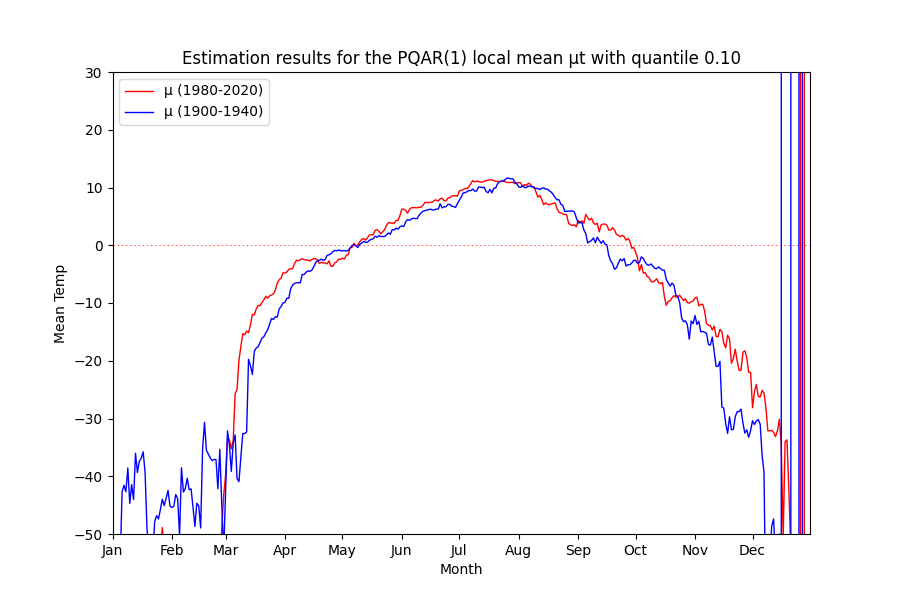 Estimation results for the PQAR(1) local mean μt with quantile 0.10
30
20
10
0
−10
−20
−30
−40
−50
Mean Temp
μ (1980-2020)
μ (1900-1940)
Jan Feb Mar Apr May Jun Jul Aug Sep Oct Nov Dec
Month